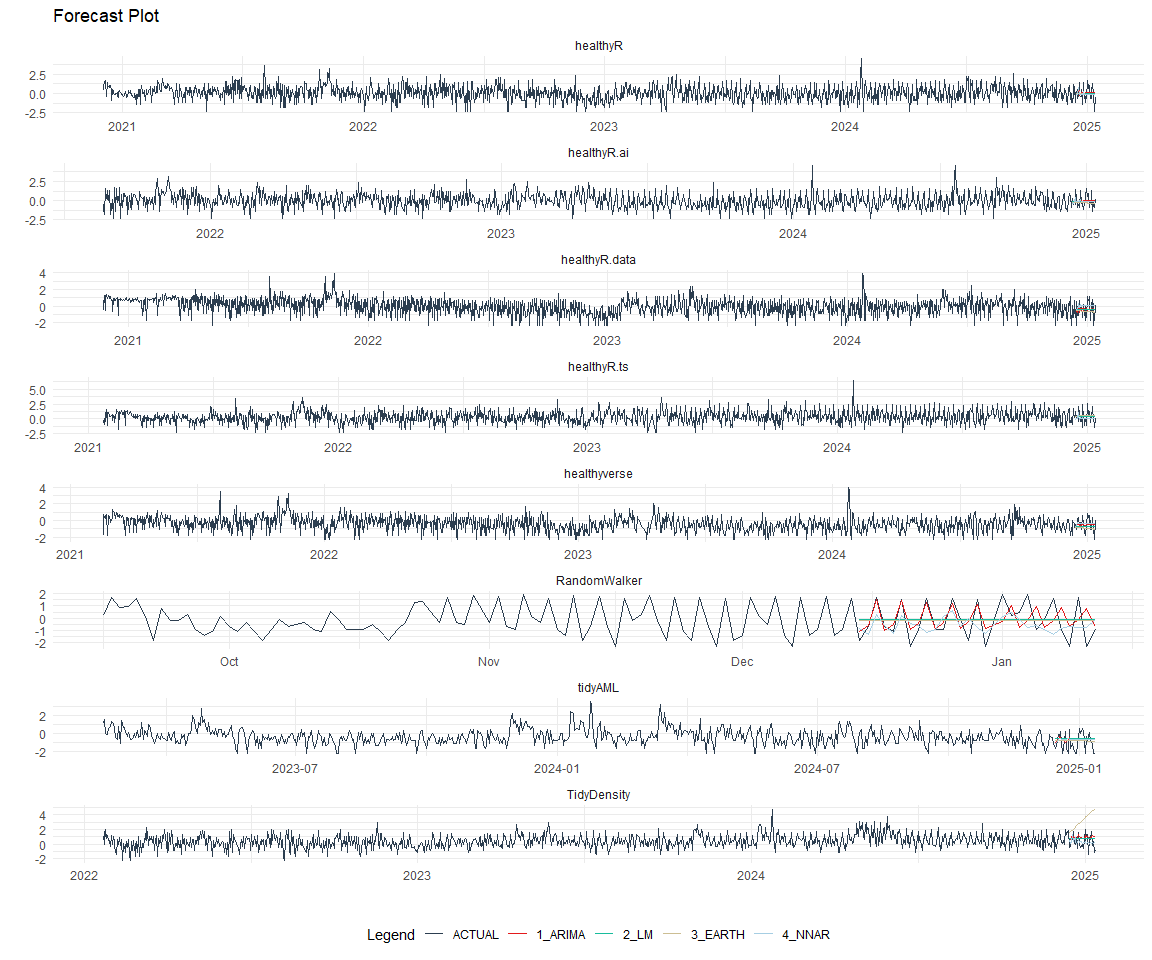 Forecast Plot
healthyR
2.5
0.0
-2.5
2021 2022 2023 2024 2025
healthyR.ai
2.5
0.0
-2.5
2022 2023 2024 2025
healthyR.data
4
2
0
-2
2021 2022 2023 2024 2025
healthyR.ts
5.0
2.5
0.0
-2.5
2021 2022 2023 2024 2025
healthyverse
4
2
0
-2
2021 2022 2023 2024 2025
RandomWalker
2
1
0
-1
-2
Oct Nov Dec Jan
tidyAML
2
0
-2
2023-07 2024-01 2024-07 2025-01
TidyDensity
4
2
0
-2
2022 2023 2024 2025
Legend ACTUAL 1_ARIMA 2_LM 3_EARTH 4_NNAR